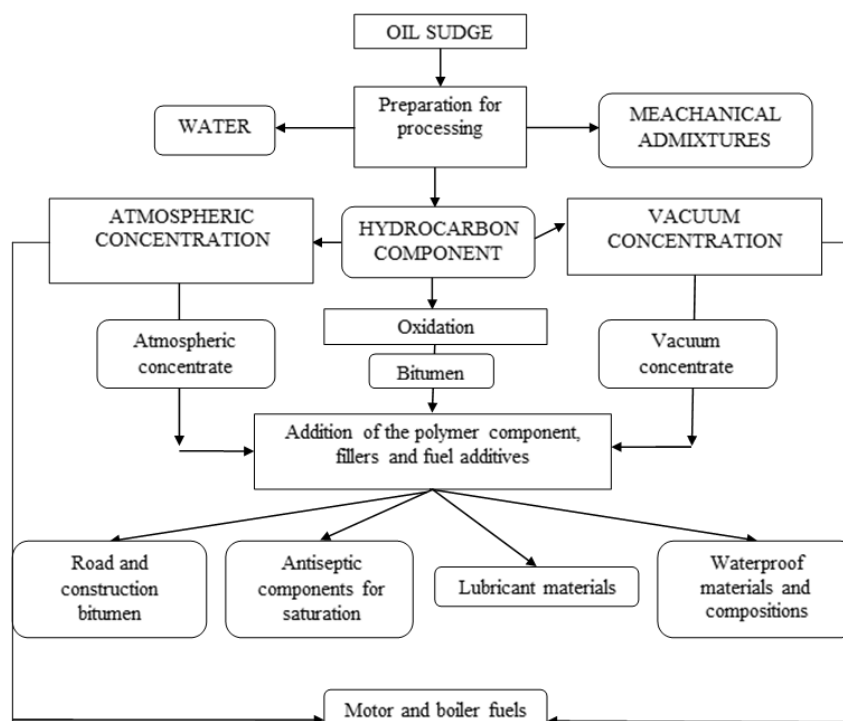 OIL SUDGE
Preparation for
processing
WATER
MEACHANICAL
ADMIXTURES
ATMOSPHERIC
CONCENTRATION
HYDROCARBON
COMPONENT
VACUUM
CONCENTRATION
Oxidation
Atmospheric
concentrate
Bitumen
Vacuum
concentrate
Addition of the polymer component,
fillers and fuel additives
Road and
construction
bitumen
Antiseptic
components for
saturation
Lubricant materials
Waterproof
materials and
compositions
Motor and boiler fuels